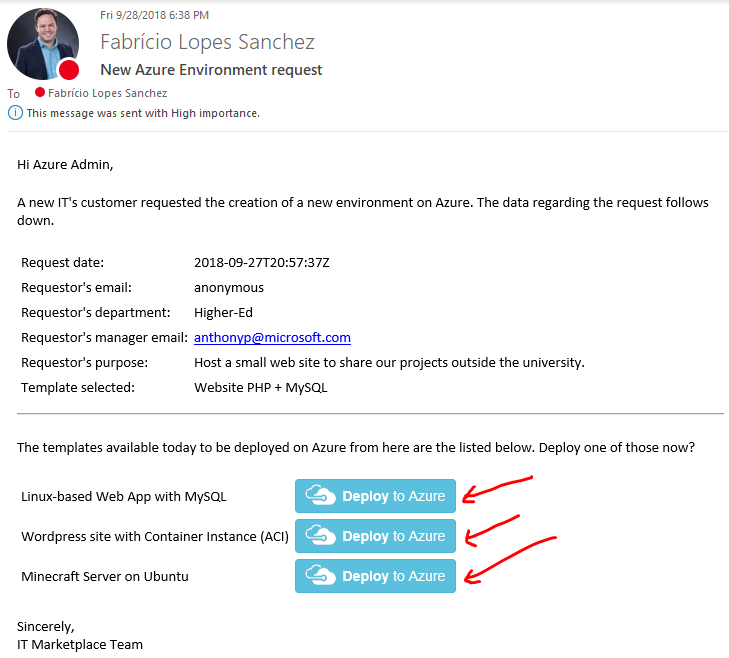 Fri 9/28/2018 6:38 PM
Fabrício Lopes Sanchez
New Azure Environment request
To Fabrício Lopes Sanchez
This message was sent with High importance.
Hi Azure Admin,
A new IT's customer requested the creation of a new environment on Azure. The data regarding the request follows
down.
Request date: 2018-09-27T20:57:37Z
Requestor's email: anonymous
Requestor's department: Higher-Ed
Requestor's manager email: anthonyp@microsoft.com
Requestor's purpose: Host a small web site to share our projects outside the university.
Template selected: Website PHP + MySQL
The templates available today to be deployed on Azure from here are the listed below. Deploy one of those now?
Linux-based Web App with MySQL Deploy to Azure
Wordpress site with Container Instance (ACI) Deploy to Azure
Minecraft Server on Ubuntu Deploy to Azure
Sincerely,
IT Marketplace Team